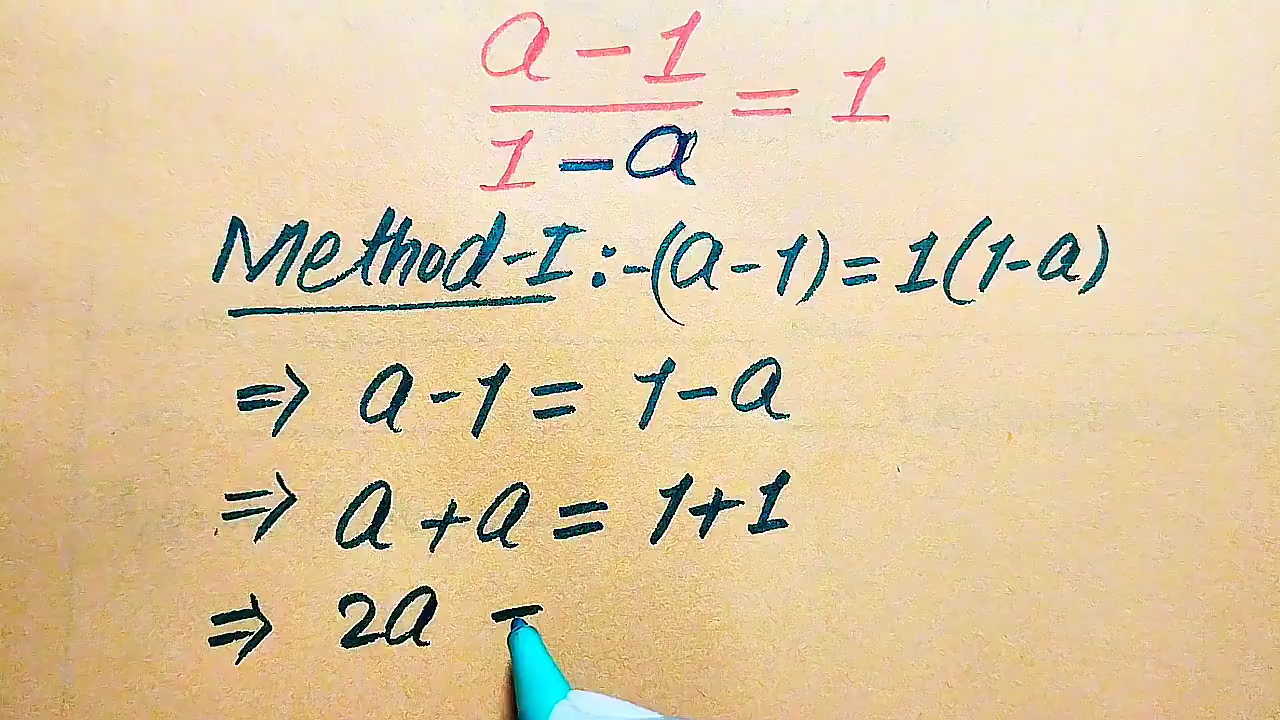 a - 1
1 - a = 1
Method-I :- (a - 1) = 1(1-a)
⇒ a - 1 = 1 - a
⇒ a + a = 1 + 1
⇒ 2a -